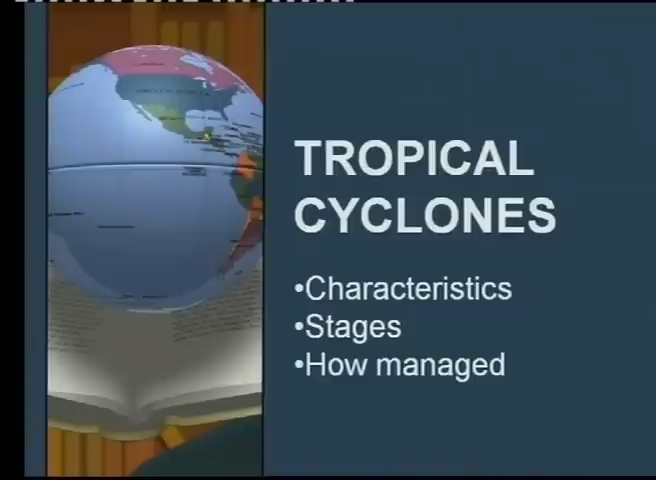 TROPICAL
CYCLONES
•Characteristics
•Stages
•How managed